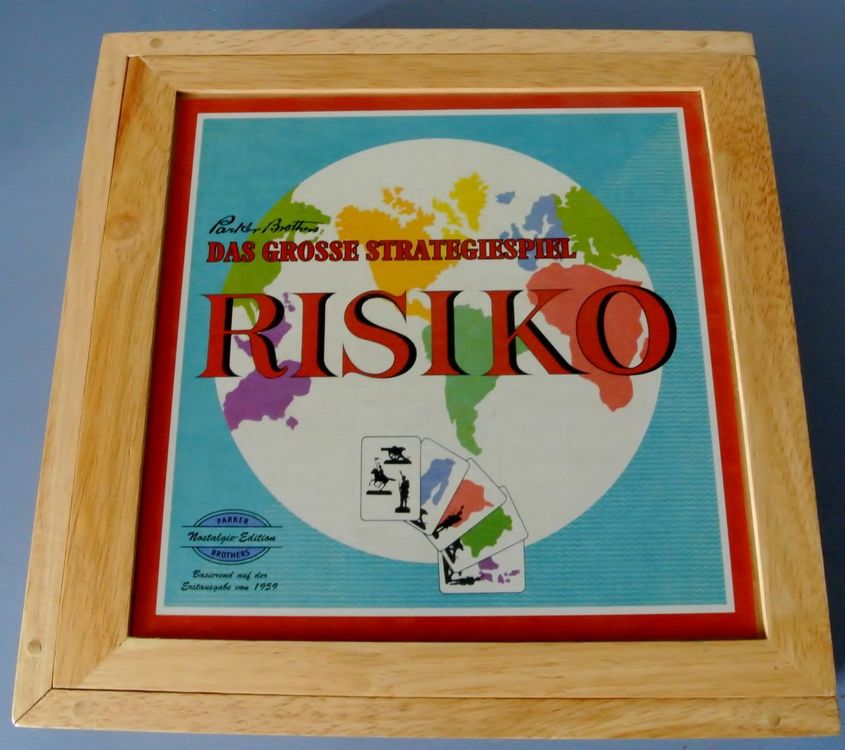 Parker Brothers
DAS GROSSE STRATEGIESPIEL
RISIKO
PARKER
Nostalgie-Edition
BROTHERS
Basierend auf der
Erstausgabe von 1959